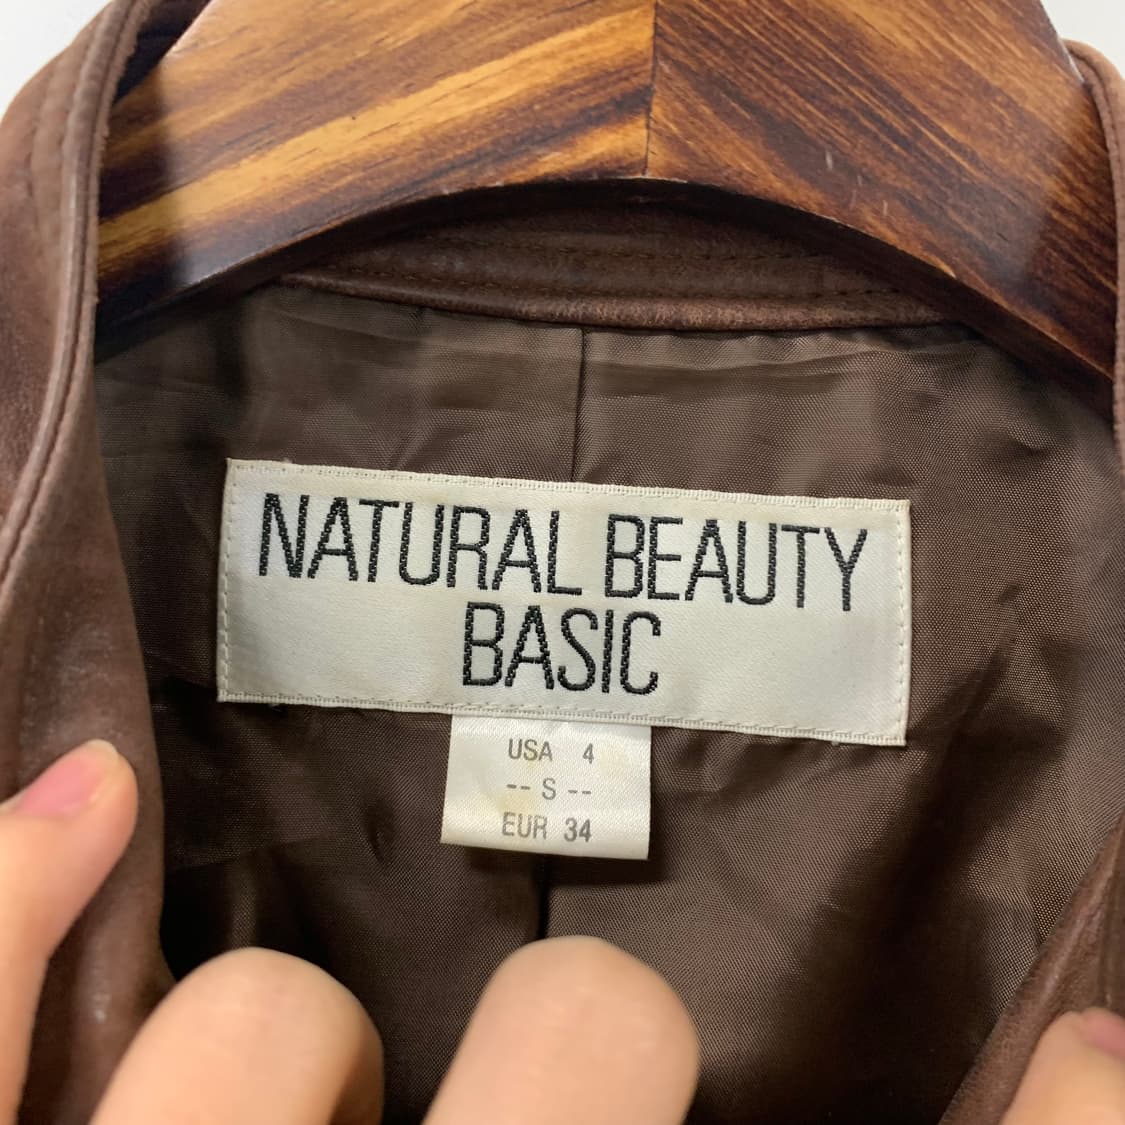 NATURAL BEAUTY
BASIC
USA 4
-- S --
EUR 34